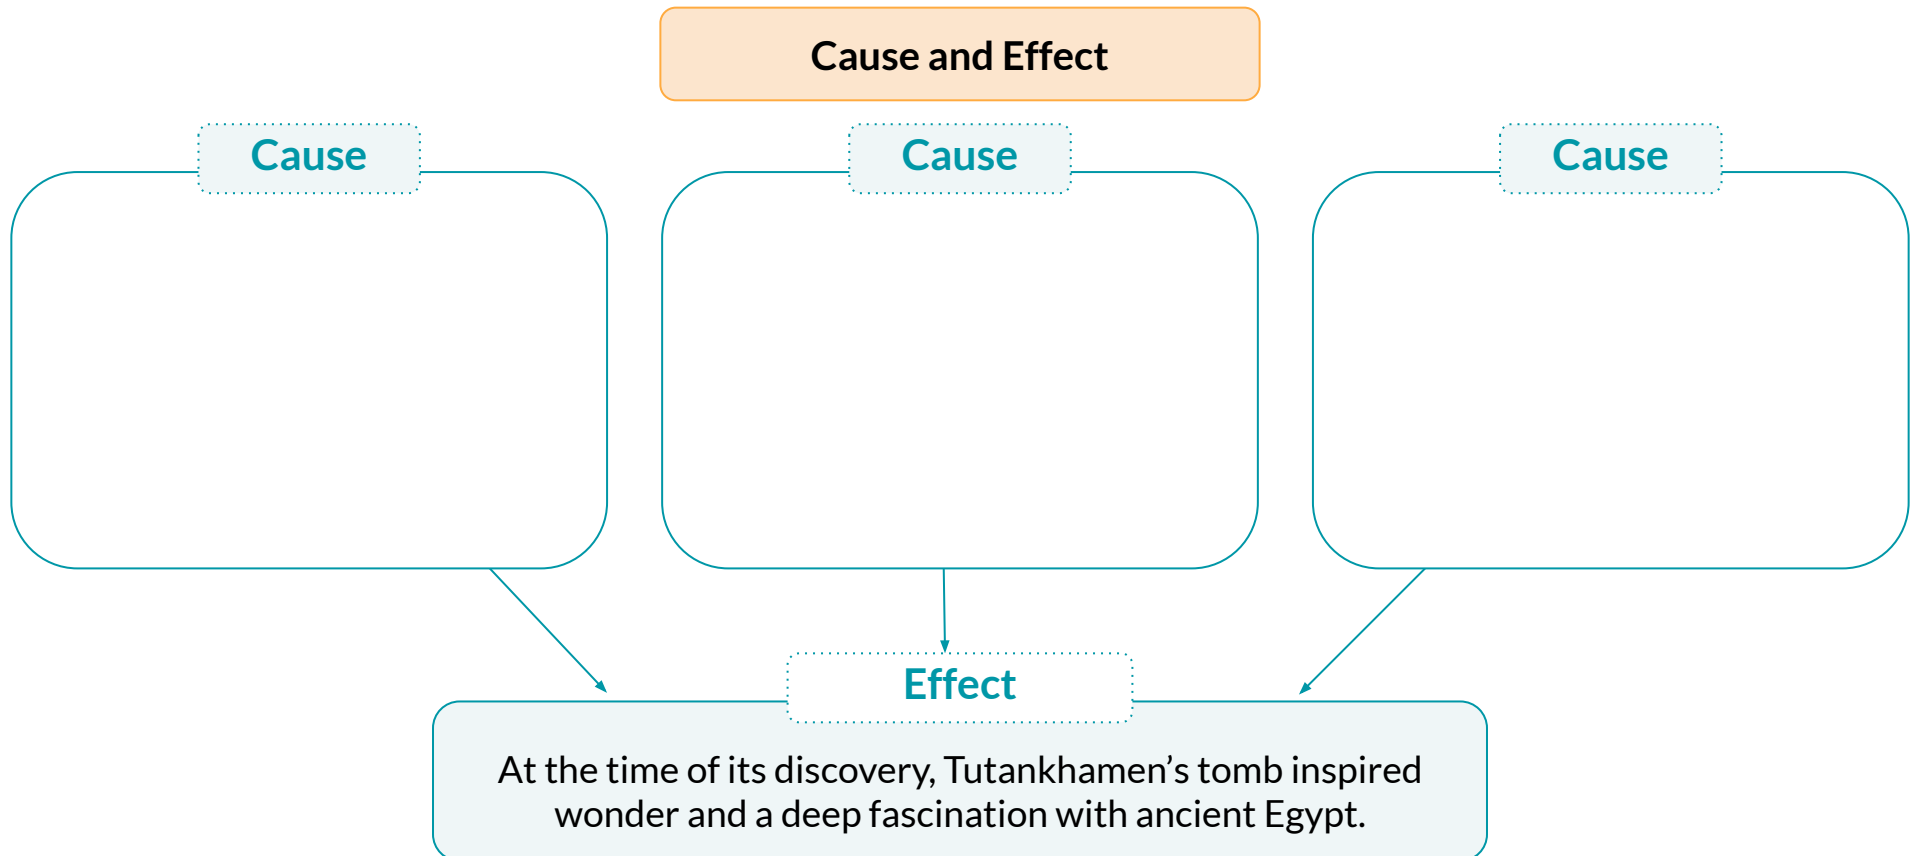 Cause and Effect
Cause
Cause
Cause
Effect
At the time of its discovery, Tutankhamen’s tomb inspired
wonder and a deep fascination with ancient Egypt.